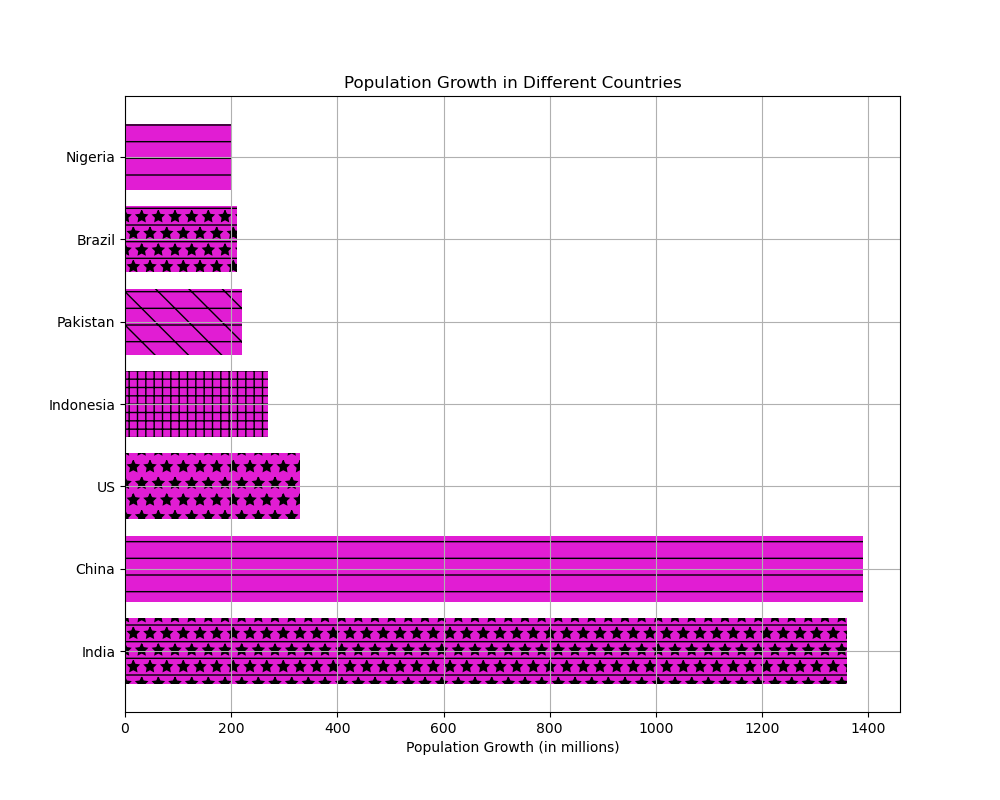 Population Growth in Different Countries
Nigeria
Brazil
Pakistan
Indonesia
US
China
India
0 200 400 600 800 1000 1200 1400
Population Growth (in millions)